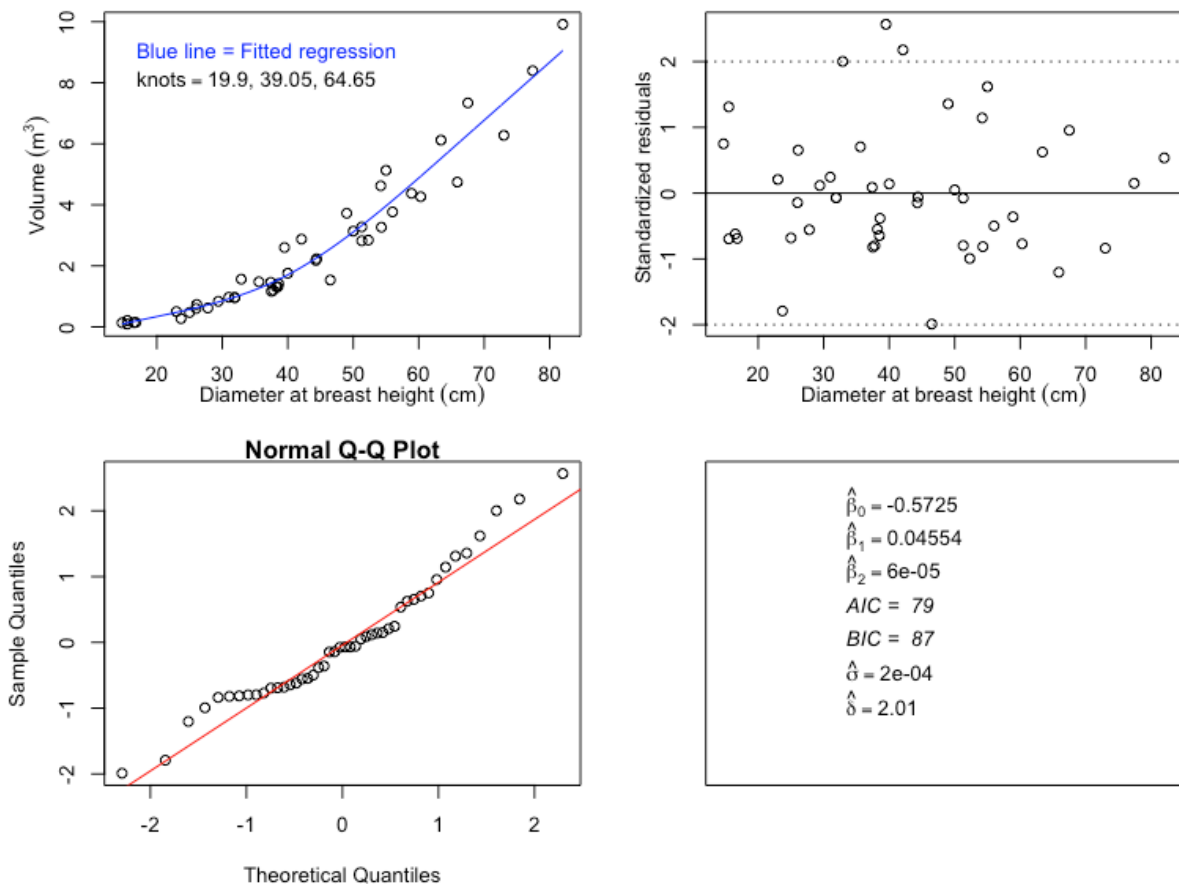 Blue line = Fitted regression
knots = 19.9, 39.05, 64.65
Volume (m³)
0
2
4
6
8
10
20 30 40 50 60 70 80
Diameter at breast height (cm)
Standardized residuals
-2
-1
0
1
2
20 30 40 50 60 70 80
Diameter at breast height (cm)
Normal Q-Q Plot
Sample Quantiles
-2
-1
0
1
2
-2 -1 0 1 2
Theoretical Quantiles
β̂₀ = -0.5725
β̂₁ = 0.04554
β̂₂ = 6e-05
AIC = 79
BIC = 87
σ̂ = 2e-04
δ̂ = 2.01